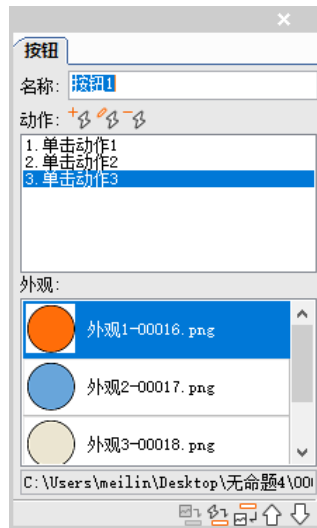 按钮
名称: 按钮1
动作:
1.单击动作1
2.单击动作2
3.单击动作3
外观:
外观1-00016.png
外观2-00017.png
外观3-00018.png
C:\Users\meilin\Desktop\无命题4\00